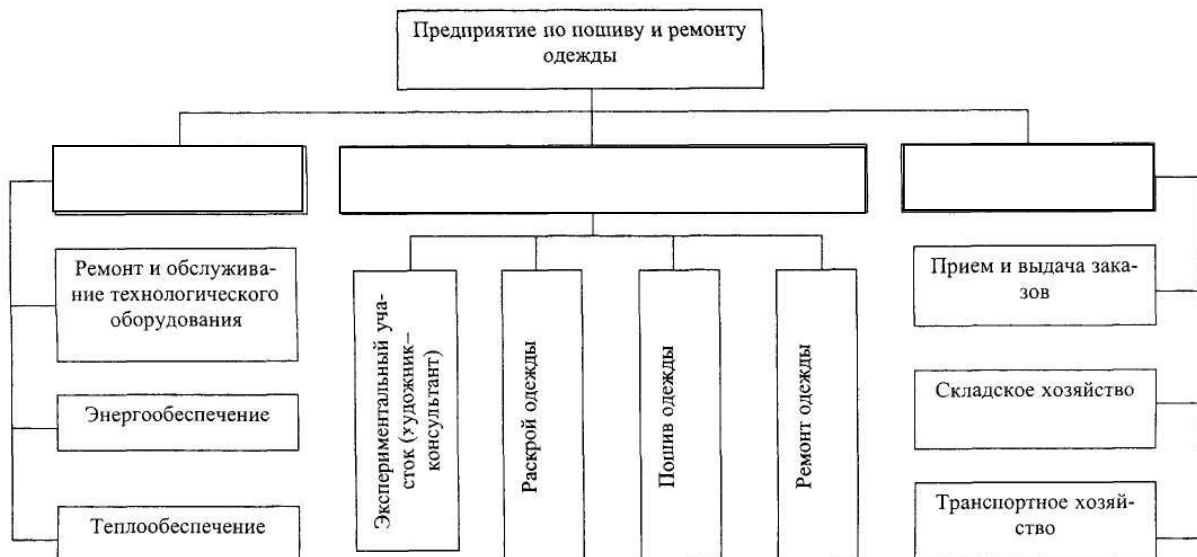 Предприятие по пошиву и ремонту
одежды
Ремонт и обслужива-
ние технологического
оборудования
Энергообеспечение
Теплообеспечение
Экспериментальный уча-
сток (художник–
консультант)
Раскрой одежды
Пошив одежды
Ремонт одежды
Прием и выдача зака-
зов
Складское хозяйство
Транспортное хозяй-
ство